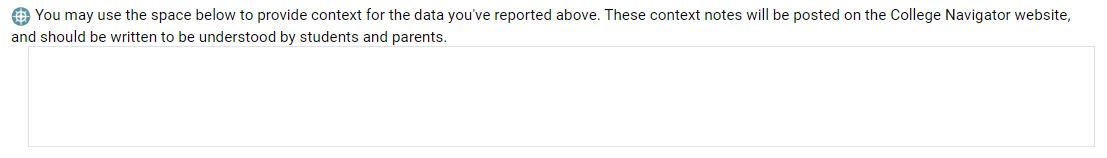 You may use the space below to provide context for the data you've reported above. These context notes will be posted on the College Navigator website,
and should be written to be understood by students and parents.